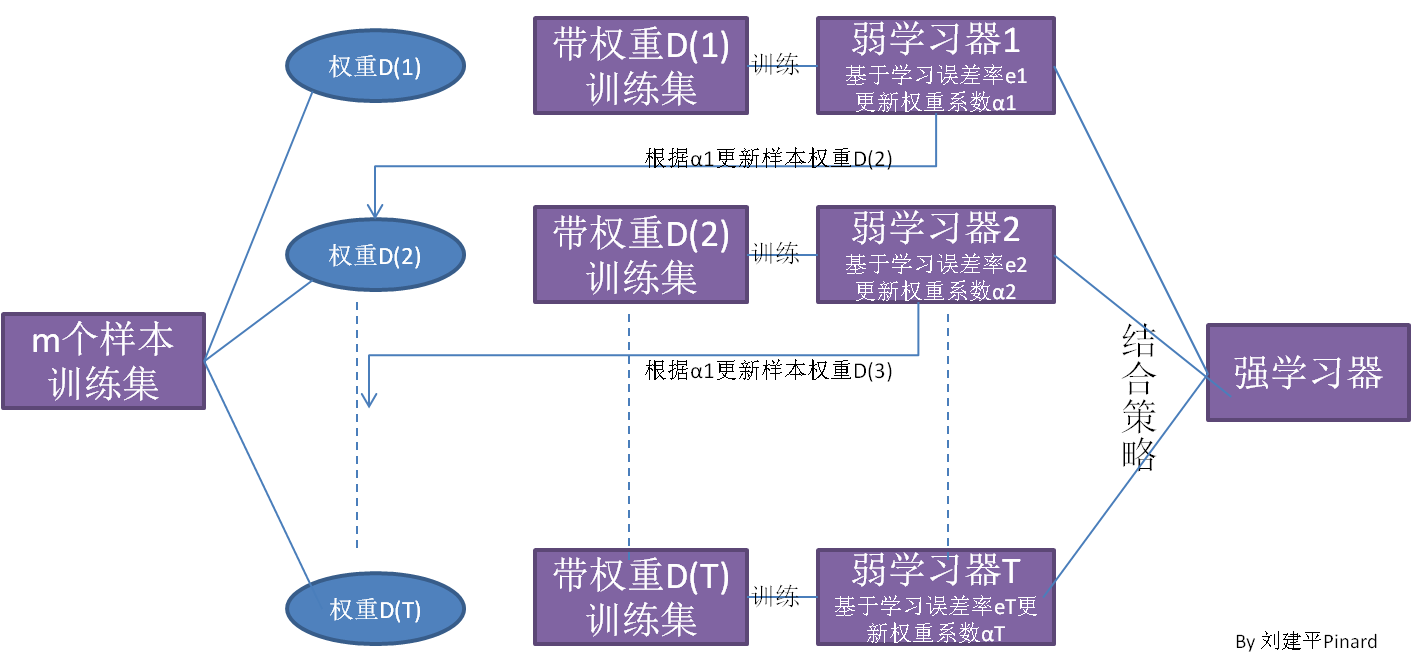 权重D(1)
带权重D(1)
训练集
训练
弱学习器1
基于学习误差率e1
更新权重系数α1
根据α1更新样本权重D(2)
权重D(2)
带权重D(2)
训练集
训练
弱学习器2
基于学习误差率e2
更新权重系数α2
根据α1更新样本权重D(3)
m个样本
训练集
结合策略
强学习器
权重D(T)
带权重D(T)
训练集
训练
弱学习器T
基于学习误差率eT更
新权重系数αT
By 刘建平Pinard